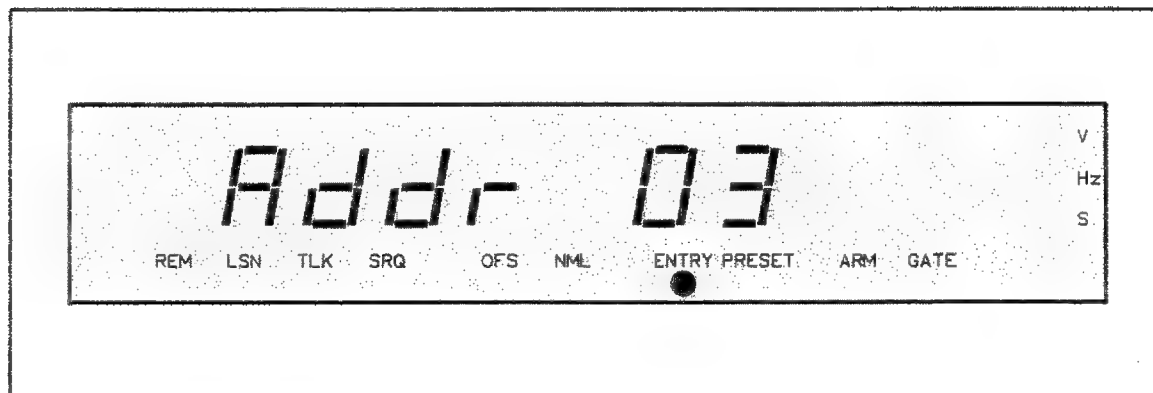 V
Addr 03
Hz
S
REM LSN TLK SRQ OFS NML ENTRY PRESET ARM GATE